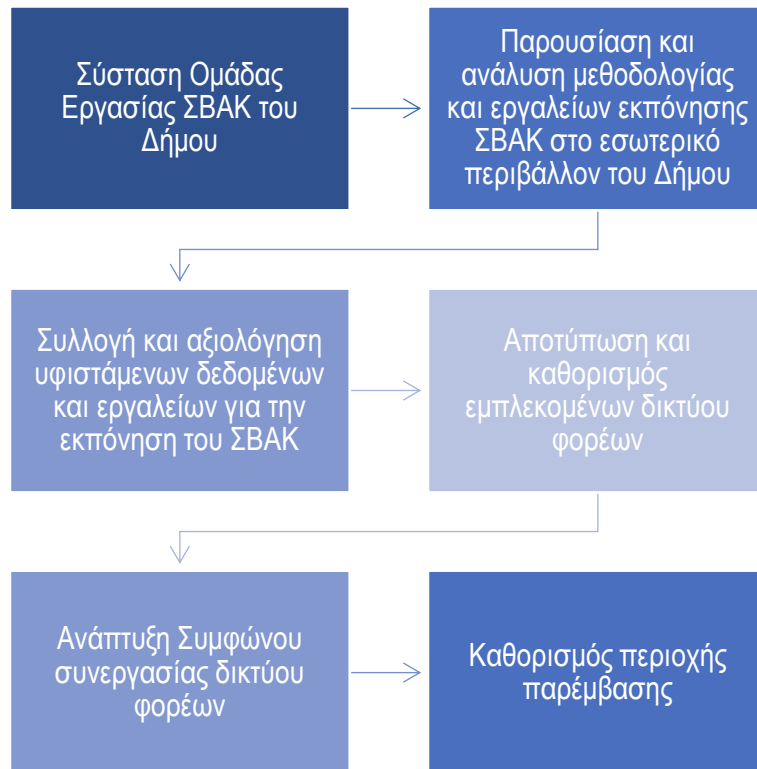 Σύσταση Ομάδας
Εργασίας ΣΒΑΚ του
Δήμου
Παρουσίαση και
ανάλυση μεθοδολογίας
και εργαλείων εκπόνησης
ΣΒΑΚ στο εσωτερικό
περιβάλλον του Δήμου
Συλλογή και αξιολόγηση
υφιστάμενων δεδομένων
και εργαλείων για την
εκπόνηση του ΣΒΑΚ
Αποτύπωση και
καθορισμός
εμπλεκομένων δικτύου
φορέων
Ανάπτυξη Συμφώνου
συνεργασίας δικτύου
φορέων
Καθορισμός περιοχής
παρέμβασης